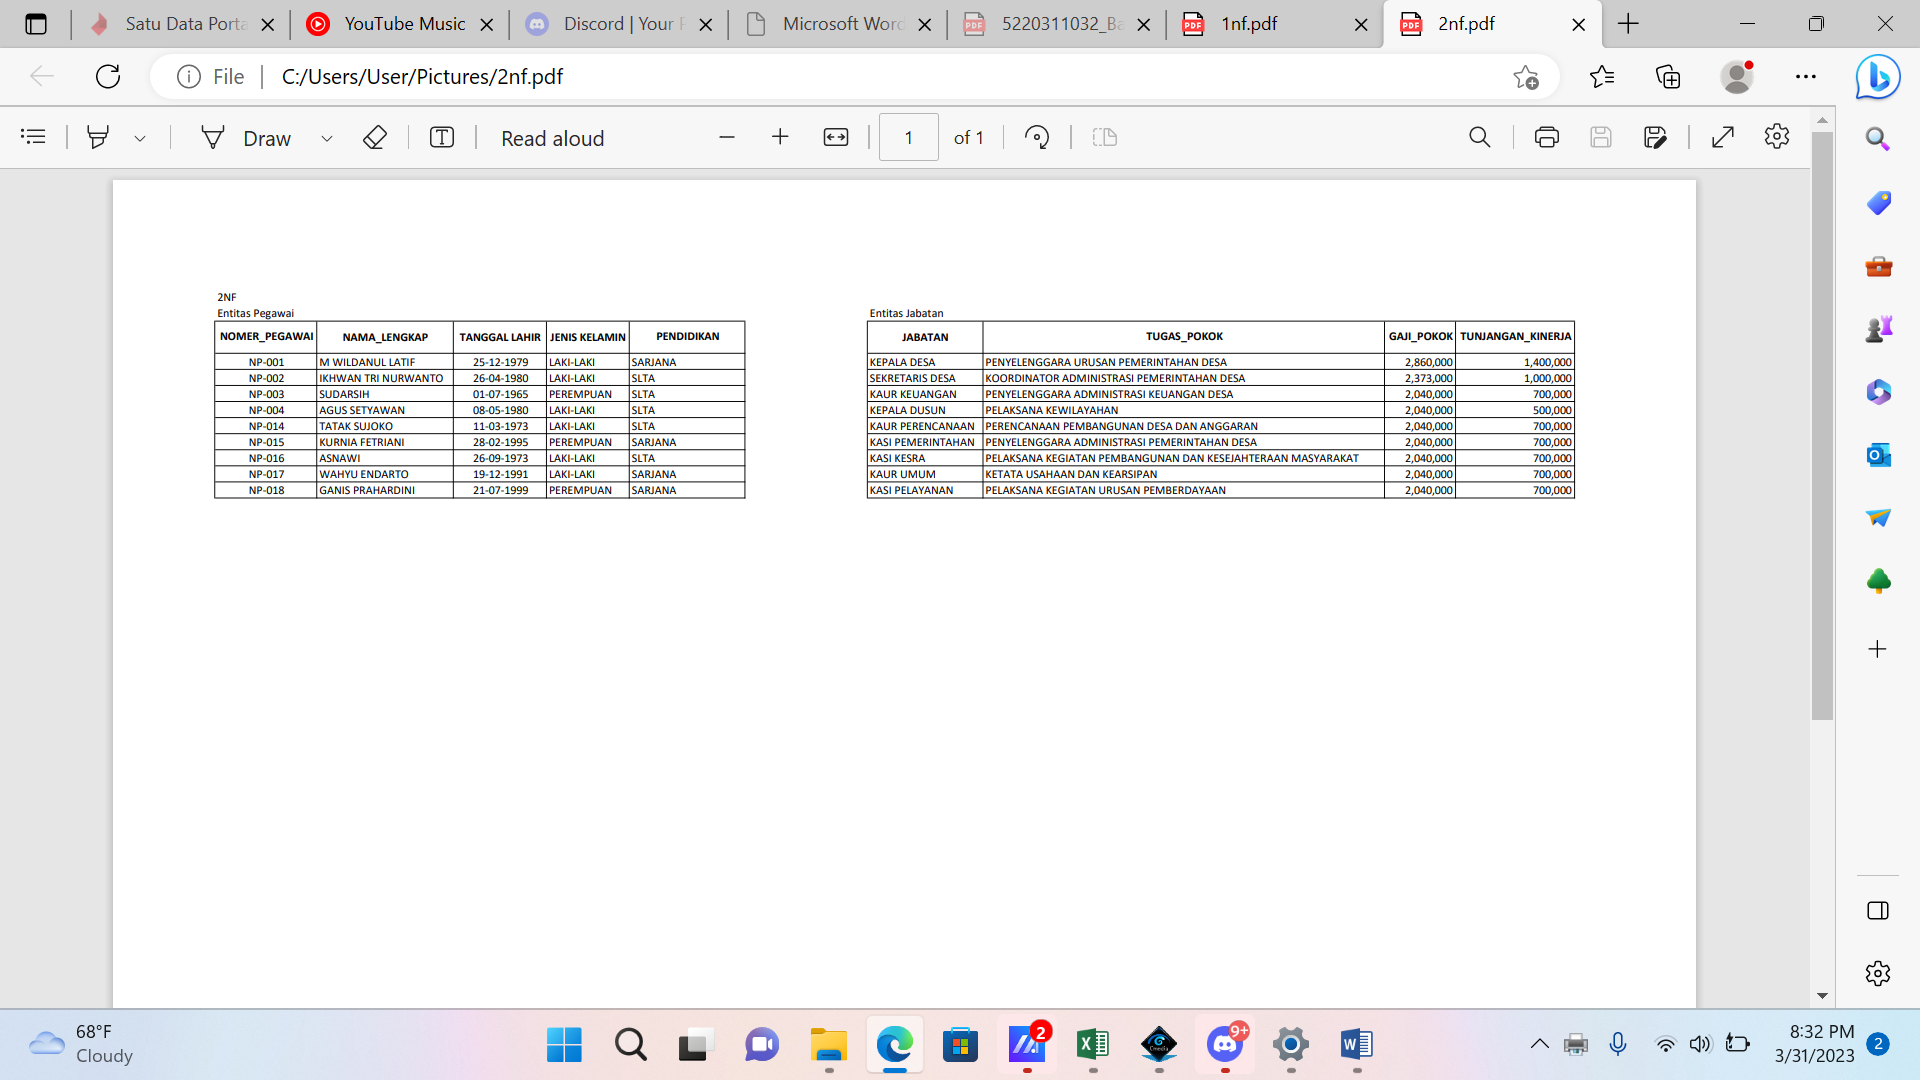 Satu Data Porta
YouTube Music
Discord | Your
Microsoft Word
5220311032_Ba
1nf.pdf
2nf.pdf
File
C:/Users/User/Pictures/2nf.pdf
Draw
Read aloud
1
of 1
2NF
Entitas Pegawai
NOMER_PEGAWAI NAMA_LENGKAP TANGGAL LAHIR JENIS KELAMIN PENDIDIKAN
NP-001 M WILDANUL LATIF 25-12-1979 LAKI-LAKI SARJANA
NP-002 IKHWAN TRI NURWANTO 26-04-1980 LAKI-LAKI SLTA
NP-003 SUDARSIH 01-07-1965 PEREMPUAN SLTA
NP-004 AGUS SETYAWAN 08-05-1980 LAKI-LAKI SLTA
NP-014 TATAK SUJOKO 11-03-1973 LAKI-LAKI SLTA
NP-015 KURNIA FETRIANI 28-02-1995 PEREMPUAN SARJANA
NP-016 ASNAWI 26-09-1973 LAKI-LAKI SLTA
NP-017 WAHYU ENDARTO 19-12-1991 LAKI-LAKI SARJANA
NP-018 GANIS PRAHARDINI 21-07-1999 PEREMPUAN SARJANA
Entitas Jabatan
JABATAN TUGAS_POKOK GAJI_POKOK TUNJANGAN_KINERJA
KEPALA DESA PENYELENGGARA URUSAN PEMERINTAHAN DESA 2,860,000 1,400,000
SEKRETARIS DESA KOORDINATOR ADMINISTRASI PEMERINTAHAN DESA 2,373,000 1,000,000
KAUR KEUANGAN PENYELENGGARA ADMINISTRASI KEUANGAN DESA 2,040,000 700,000
KEPALA DUSUN PELAKSANA KEWILAYAHAN 2,040,000 500,000
KAUR PERENCANAAN PERENCANAAN PEMBANGUNAN DESA DAN ANGGARAN 2,040,000 700,000
KASI PEMERINTAHAN PENYELENGGARA ADMINISTRASI PEMERINTAHAN DESA 2,040,000 700,000
KASI KESRA PELAKSANA KEGIATAN PEMBANGUNAN DAN KESEJAHTERAAN MASYARAKAT 2,040,000 700,000
KAUR UMUM KETATA USAHAAN DAN KEARSIPAN 2,040,000 700,000
KASI PELAYANAN PELAKSANA KEGIATAN URUSAN PEMBERDAYAAN 2,040,000 700,000
68°F
Cloudy
2
9+
8:32 PM
3/31/2023
2